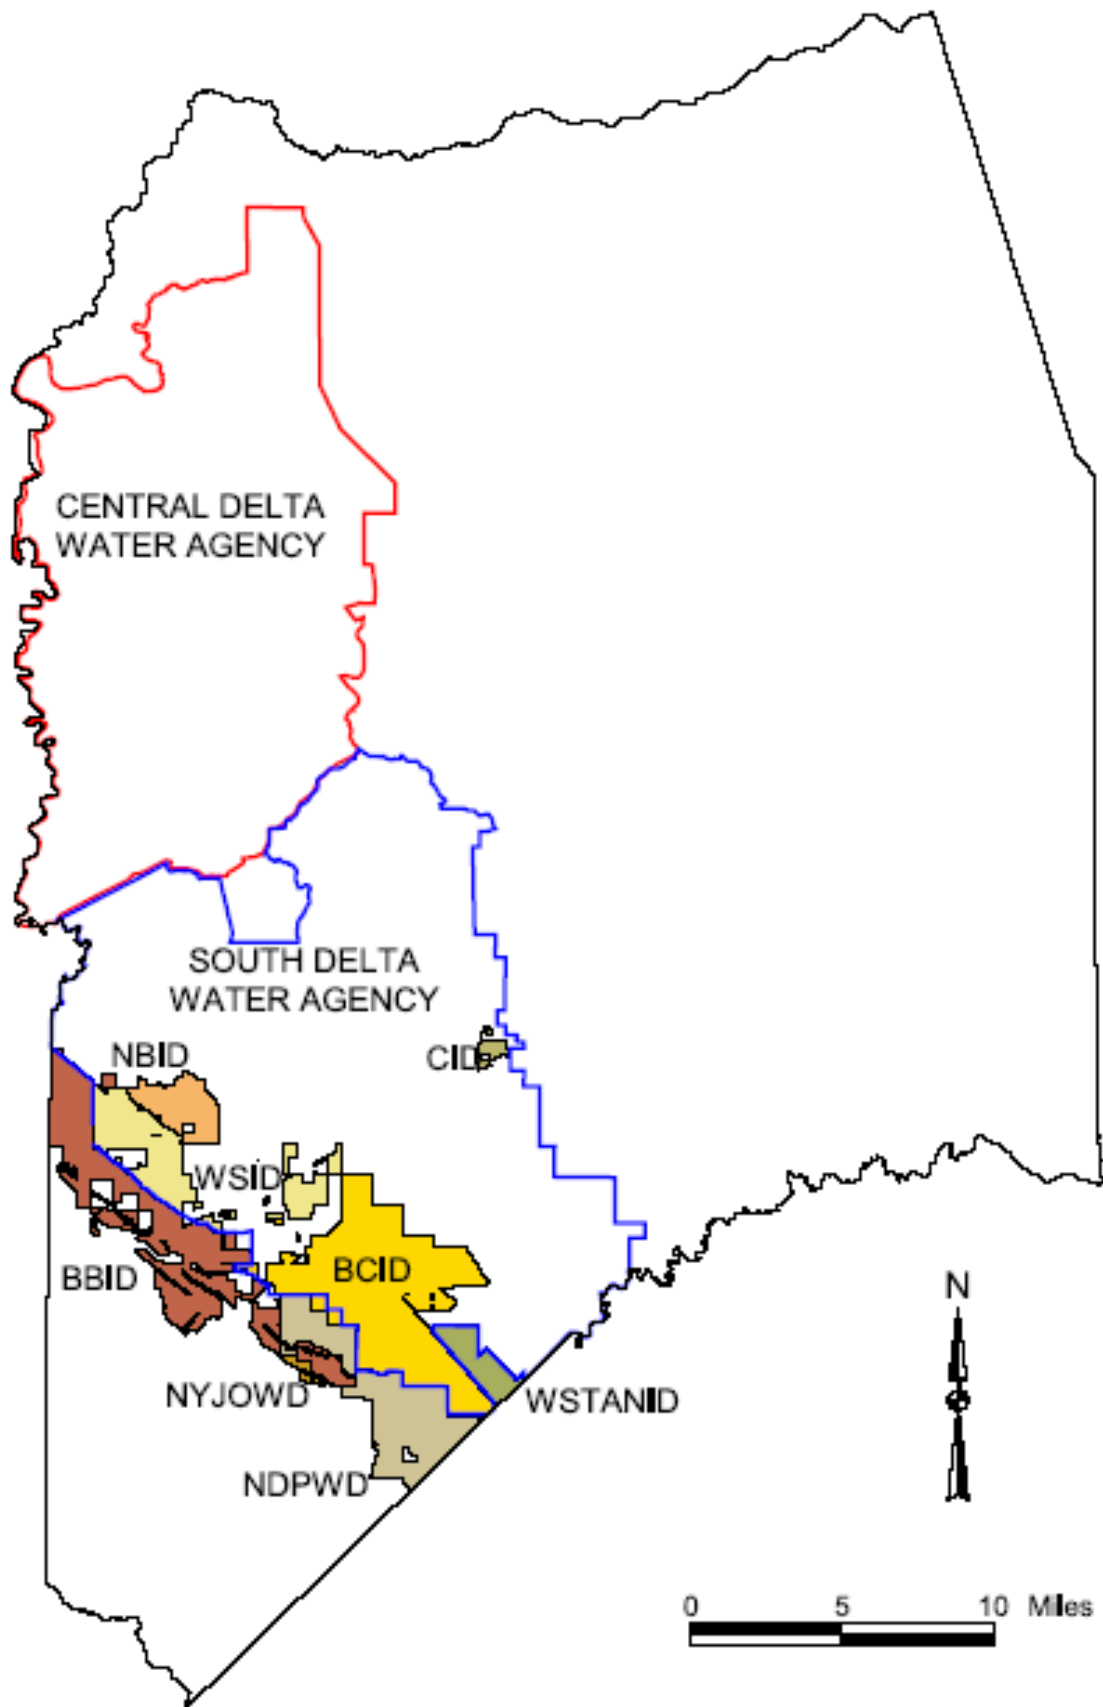 CENTRAL DELTA
WATER AGENCY
SOUTH DELTA
WATER AGENCY
NBID
CID
WSID
BBID
BCID
N
NYJOWD
WSTANID
NDPWD
0 5 10 Miles